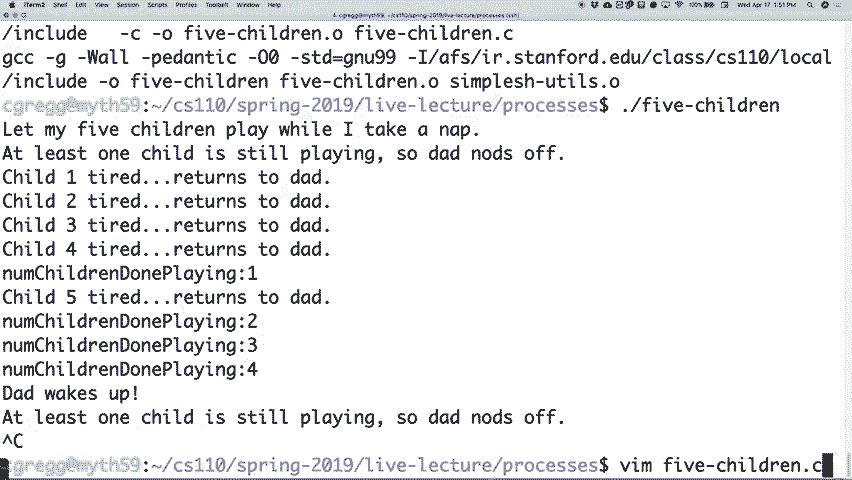 iTerm2 Shell Edit View Session Scripts Profiles Toolbelt Window Help 100% Wed Apr 17 1:51 PM
4. cgregg@myth59: ~/cs110/spring-2019/live-lecture/processes (ssh)
/include   -c -o five-children.o five-children.c
gcc -g -Wall -pedantic -O0 -std=gnu99 -I/afs/ir.stanford.edu/class/cs110/local
/include -o five-children five-children.o simplesh-utils.o
cgregg@myth59:~/cs110/spring-2019/live-lecture/processes$ ./five-children
Let my five children play while I take a nap.
At least one child is still playing, so dad nods off.
Child 1 tired...returns to dad.
Child 2 tired...returns to dad.
Child 3 tired...returns to dad.
Child 4 tired...returns to dad.
numChildrenDonePlaying:1
Child 5 tired...returns to dad.
numChildrenDonePlaying:2
numChildrenDonePlaying:3
numChildrenDonePlaying:4
Dad wakes up!
At least one child is still playing, so dad nods off.
^C
cgregg@myth59:~/cs110/spring-2019/live-lecture/processes$ vim five-children.c